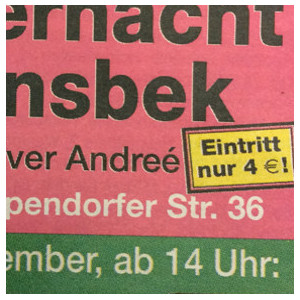 ernacht
nsbek
ver Andreé
Eintritt
nur 4 €!
pendorfer Str. 36
ember, ab 14 Uhr: